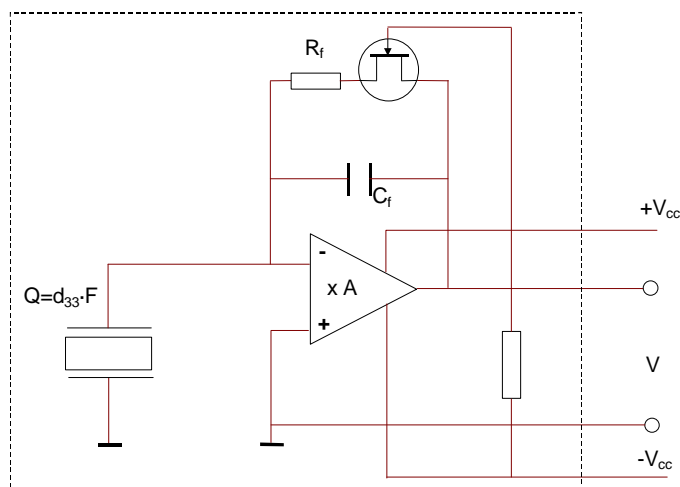 R_f
C_f
+V_cc
-
x A
Q=d_33·F
+
V
-V_cc